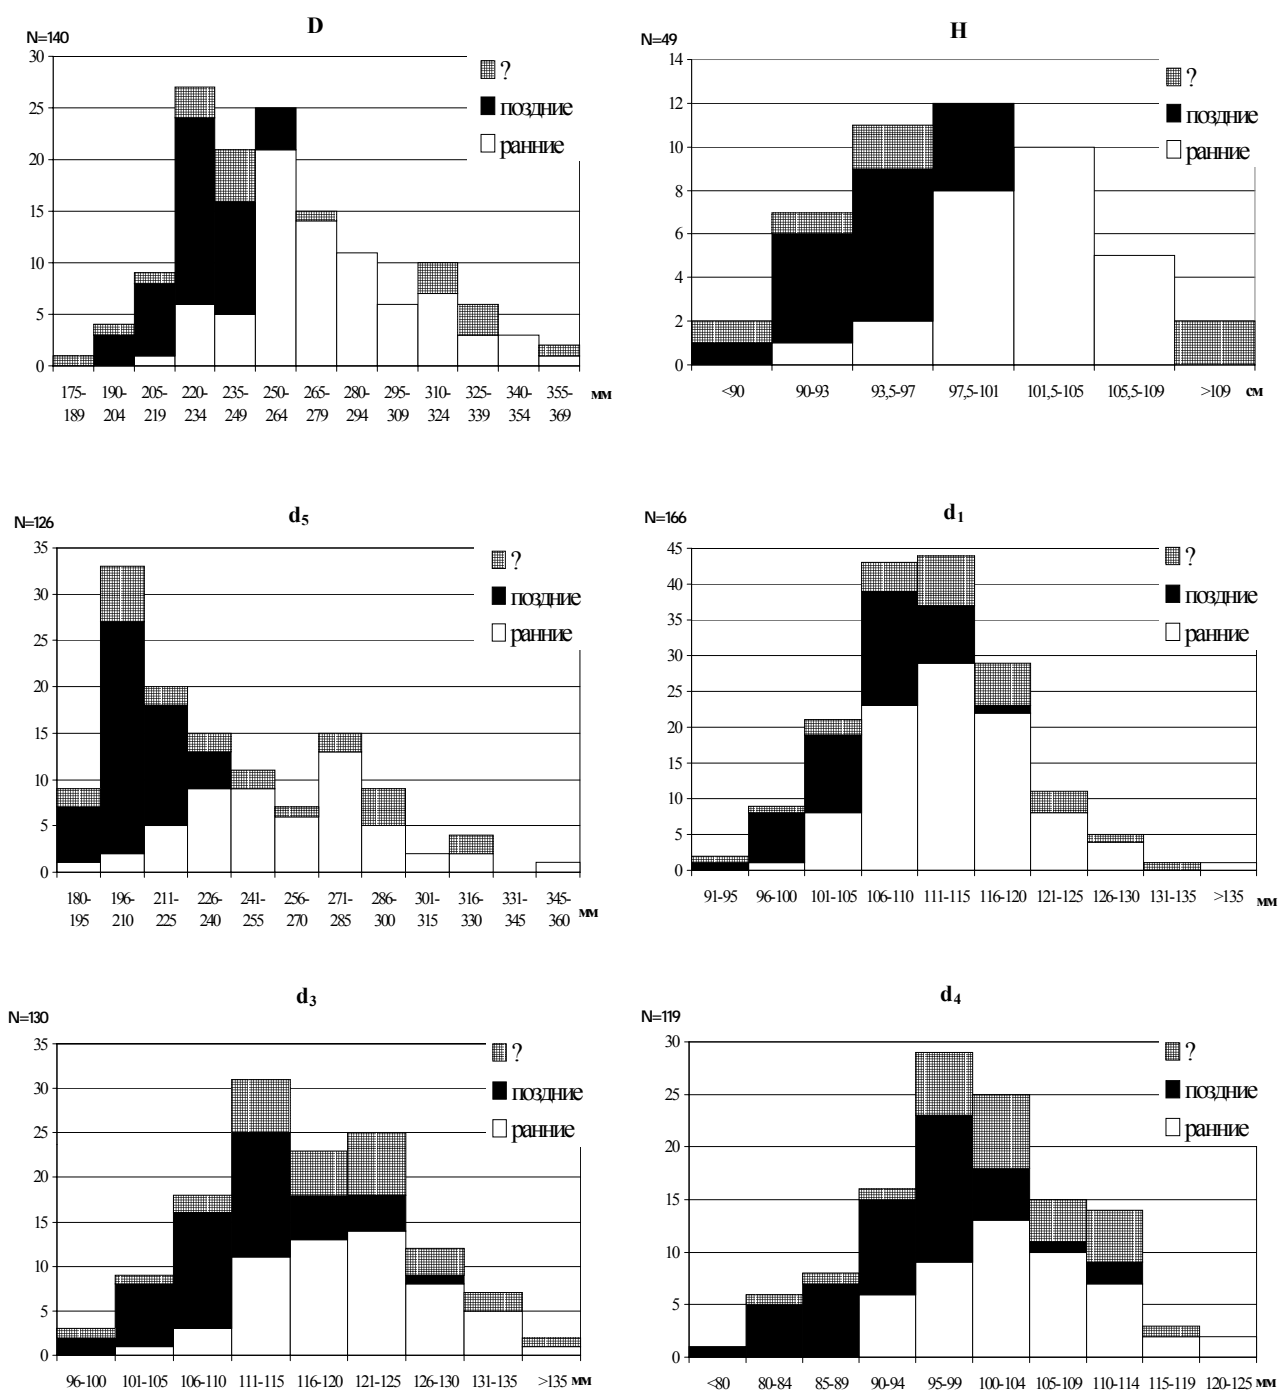 D
N=140
30
25
20
15
10
5
0
?
поздние
ранние
175-189 190-204 205-219 220-234 235-249 250-264 265-279 280-294 295-309 310-324 325-339 340-354 355-369 мм
H
N=49
14
12
10
8
6
4
2
0
?
поздние
ранние
<90 90-93 93,5-97 97,5-101 101,5-105 105,5-109 >109 см
d5
N=126
35
30
25
20
15
10
5
0
?
поздние
ранние
180-195 196-210 211-225 226-240 241-255 256-270 271-285 286-300 301-315 316-330 331-345 345-360 мм
d1
N=166
45
40
35
30
25
20
15
10
5
0
?
поздние
ранние
91-95 96-100 101-105 106-110 111-115 116-120 121-125 126-130 131-135 >135 мм
d3
N=130
35
30
25
20
15
10
5
0
?
поздние
ранние
96-100 101-105 106-110 111-115 116-120 121-125 126-130 131-135 >135 мм
d4
N=119
30
25
20
15
10
5
0
?
поздние
ранние
<80 80-84 85-89 90-94 95-99 100-104 105-109 110-114 115-119 120-125 мм